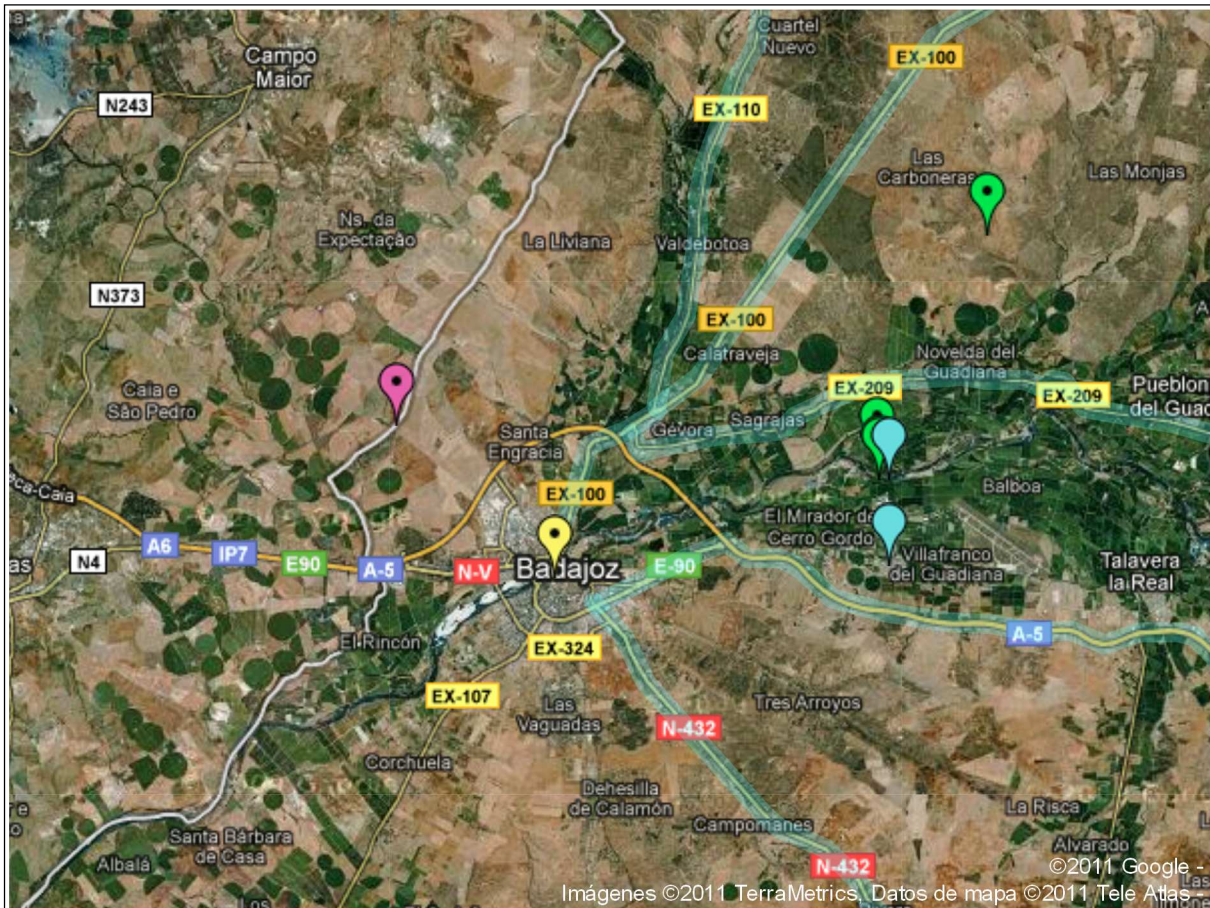 Cuartel
Nuevo
Campo
Maior
EX-100
N243
EX-110
Las
Carboneras
Las Monjas
Ns. da
Expectação
La Liviana
Valdebotoa
N373
EX-100
Calatraveja
Novelda del
Guadiana
Caia e
São Pedro
EX-209
Pueblon
del Guad
EX-209
Santa
Engracia
Gévora
Sagrajas
eca-Caia
EX-100
Balboa
El Mirador de
Cerro Gordo
A6
IP7
E90
A-5
N-V
Badajoz
E-90
Villafranco
del Guadiana
Talavera
la Real
as
N4
A-5
El Rincón
EX-324
EX-107
Las
Vaguadas
Tres Arroyos
N-432
Corchuela
Dehesilla
de Calamón
La Risca
Campomanes
Santa Bárbara
de Casa
Albalá
Alvarado
N-432
©2011 Google -
Imágenes ©2011 TerraMetrics, Datos de mapa ©2011 Tele Atlas -
Los